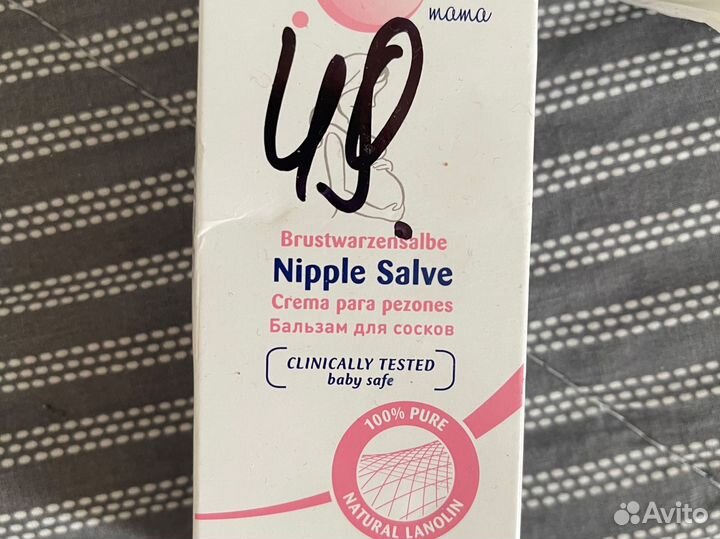 mama
Brustwarzensalbe
Nipple Salve
Crema para pezones
Бальзам для сосков
CLINICALLY TESTED
baby safe
100% PURE
NATURAL LANOLIN
Avito